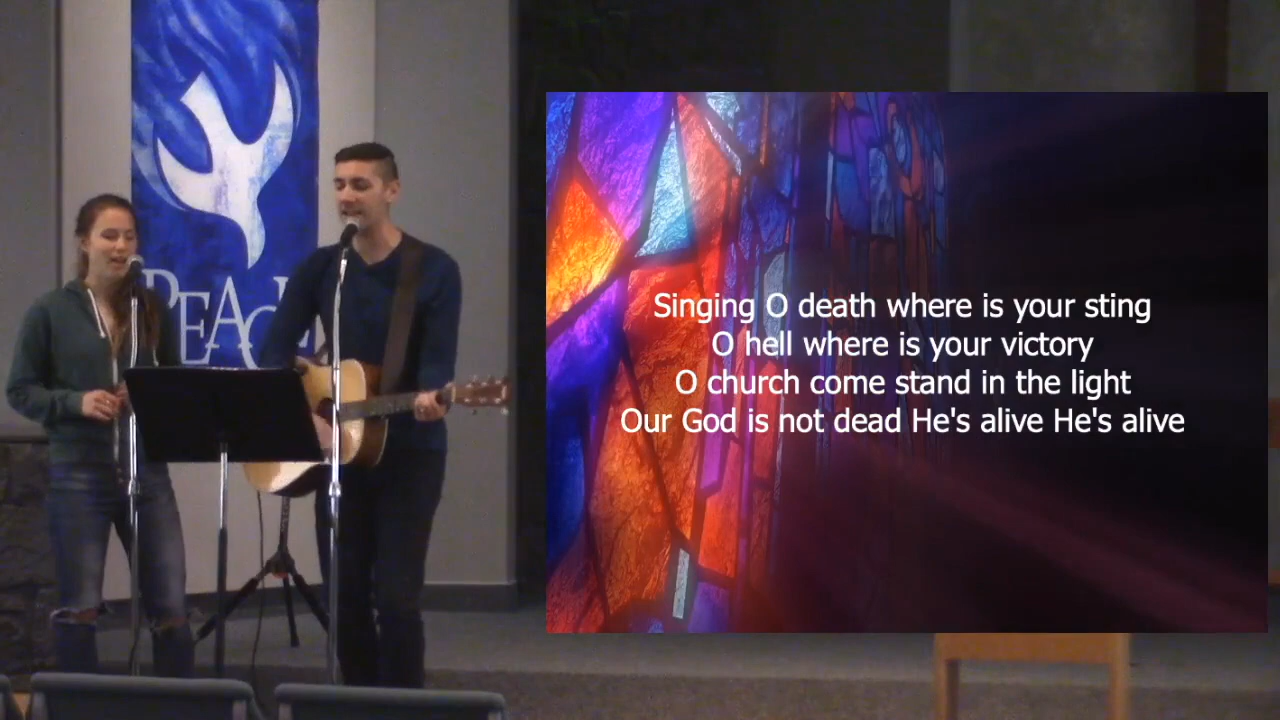 PEACE
Singing O death where is your sting
O hell where is your victory
O church come stand in the light
Our God is not dead He's alive He's alive